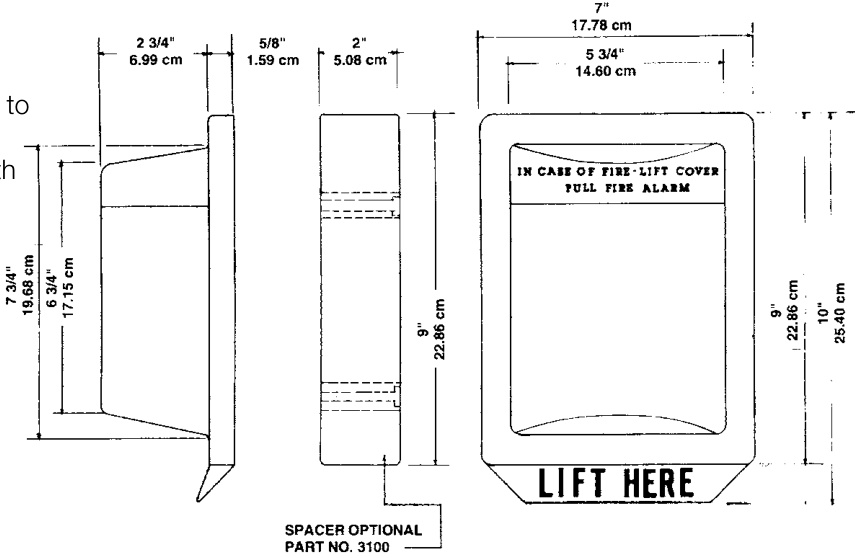 7"
17.78 cm
2 3/4"
6.99 cm
5/8"
1.59 cm
2"
5.08 cm
5 3/4"
14.60 cm
to
IN CASE OF FIRE-LIFT COVER
PULL FIRE ALARM
7 3/4"
19.68 cm
6 3/4"
17.15 cm
9"
22.86 cm
9"
22.86 cm
10"
25.40 cm
LIFT HERE
SPACER OPTIONAL
PART NO. 3100